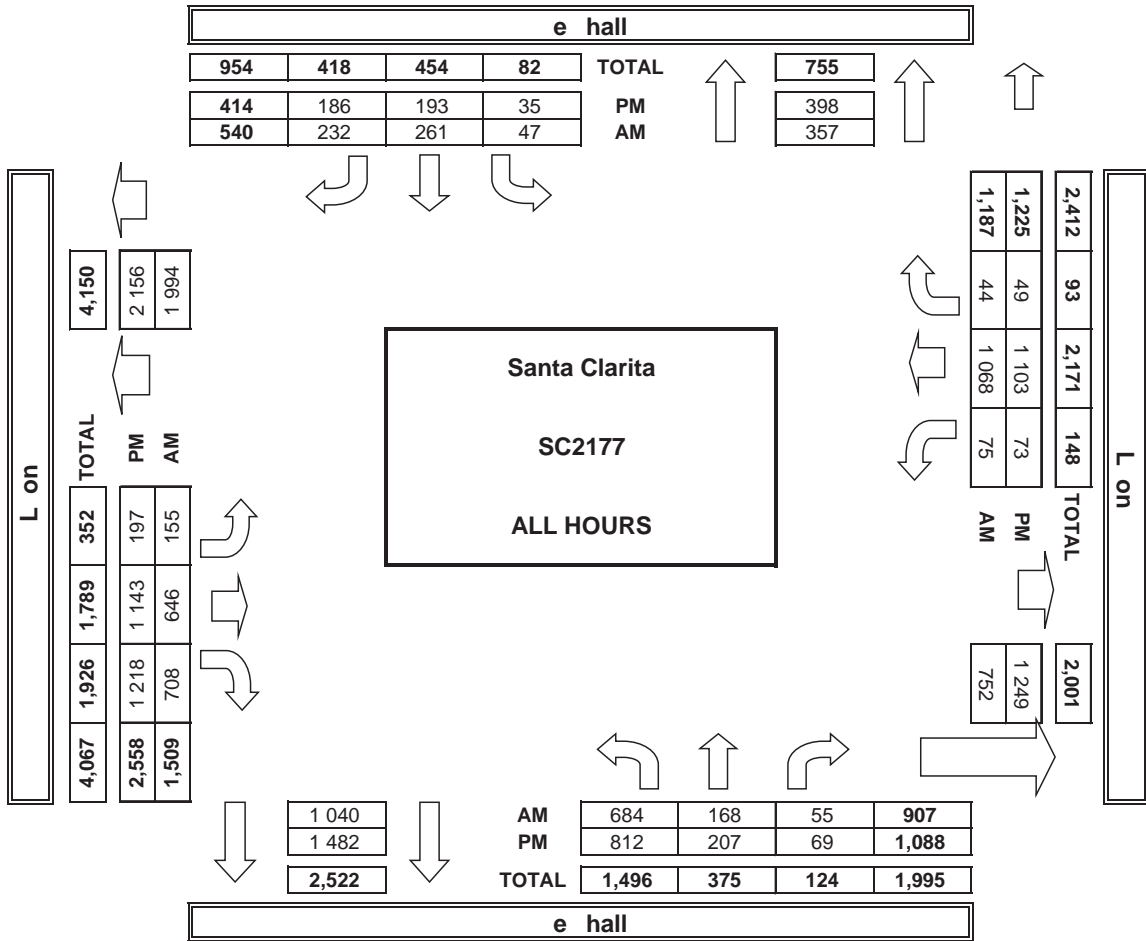 e hall
954 418 454 82 TOTAL 755
414 186 193 35 PM 398
540 232 261 47 AM 357
L on
4,150
2 156
1 994
TOTAL PM AM
352 197 155
1,789 1 143 646
1,926 1 218 708
4,067 2,558 1,509
Santa Clarita
SC2177
ALL HOURS
1,187 1,225 2,412
44 49 93
1 068 1 103 2,171
75 73 148
AM PM TOTAL
752 1 249 2,001
L on
1 040 AM 684 168 55 907
1 482 PM 812 207 69 1,088
2,522 TOTAL 1,496 375 124 1,995
e hall